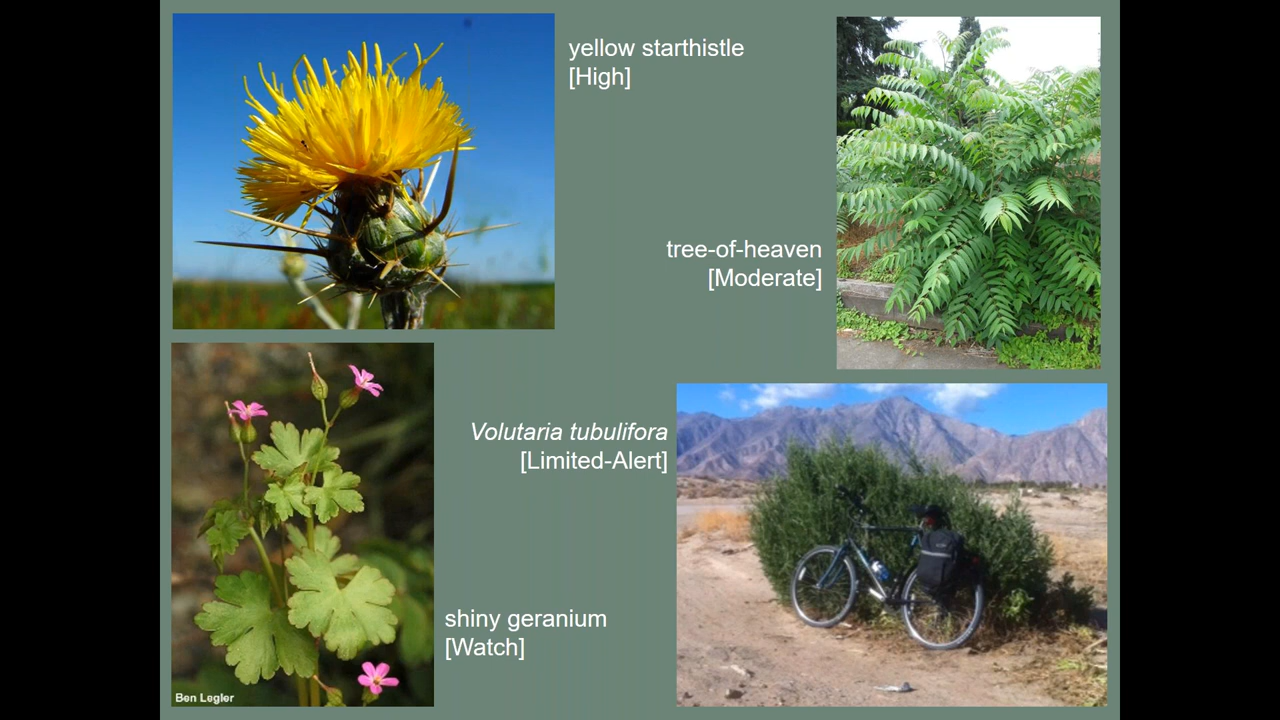 yellow starthistle
[High]
tree-of-heaven
[Moderate]
Volutaria tubulifora
[Limited-Alert]
shiny geranium
[Watch]
Ben Legler